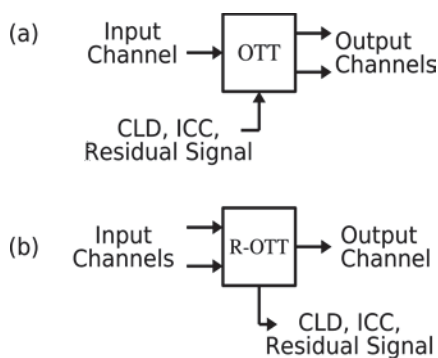 (a)
Input
Channel
OTT
Output
Channels
CLD, ICC,
Residual Signal
(b)
Input
Channels
R-OTT
Output
Channel
CLD, ICC,
Residual Signal